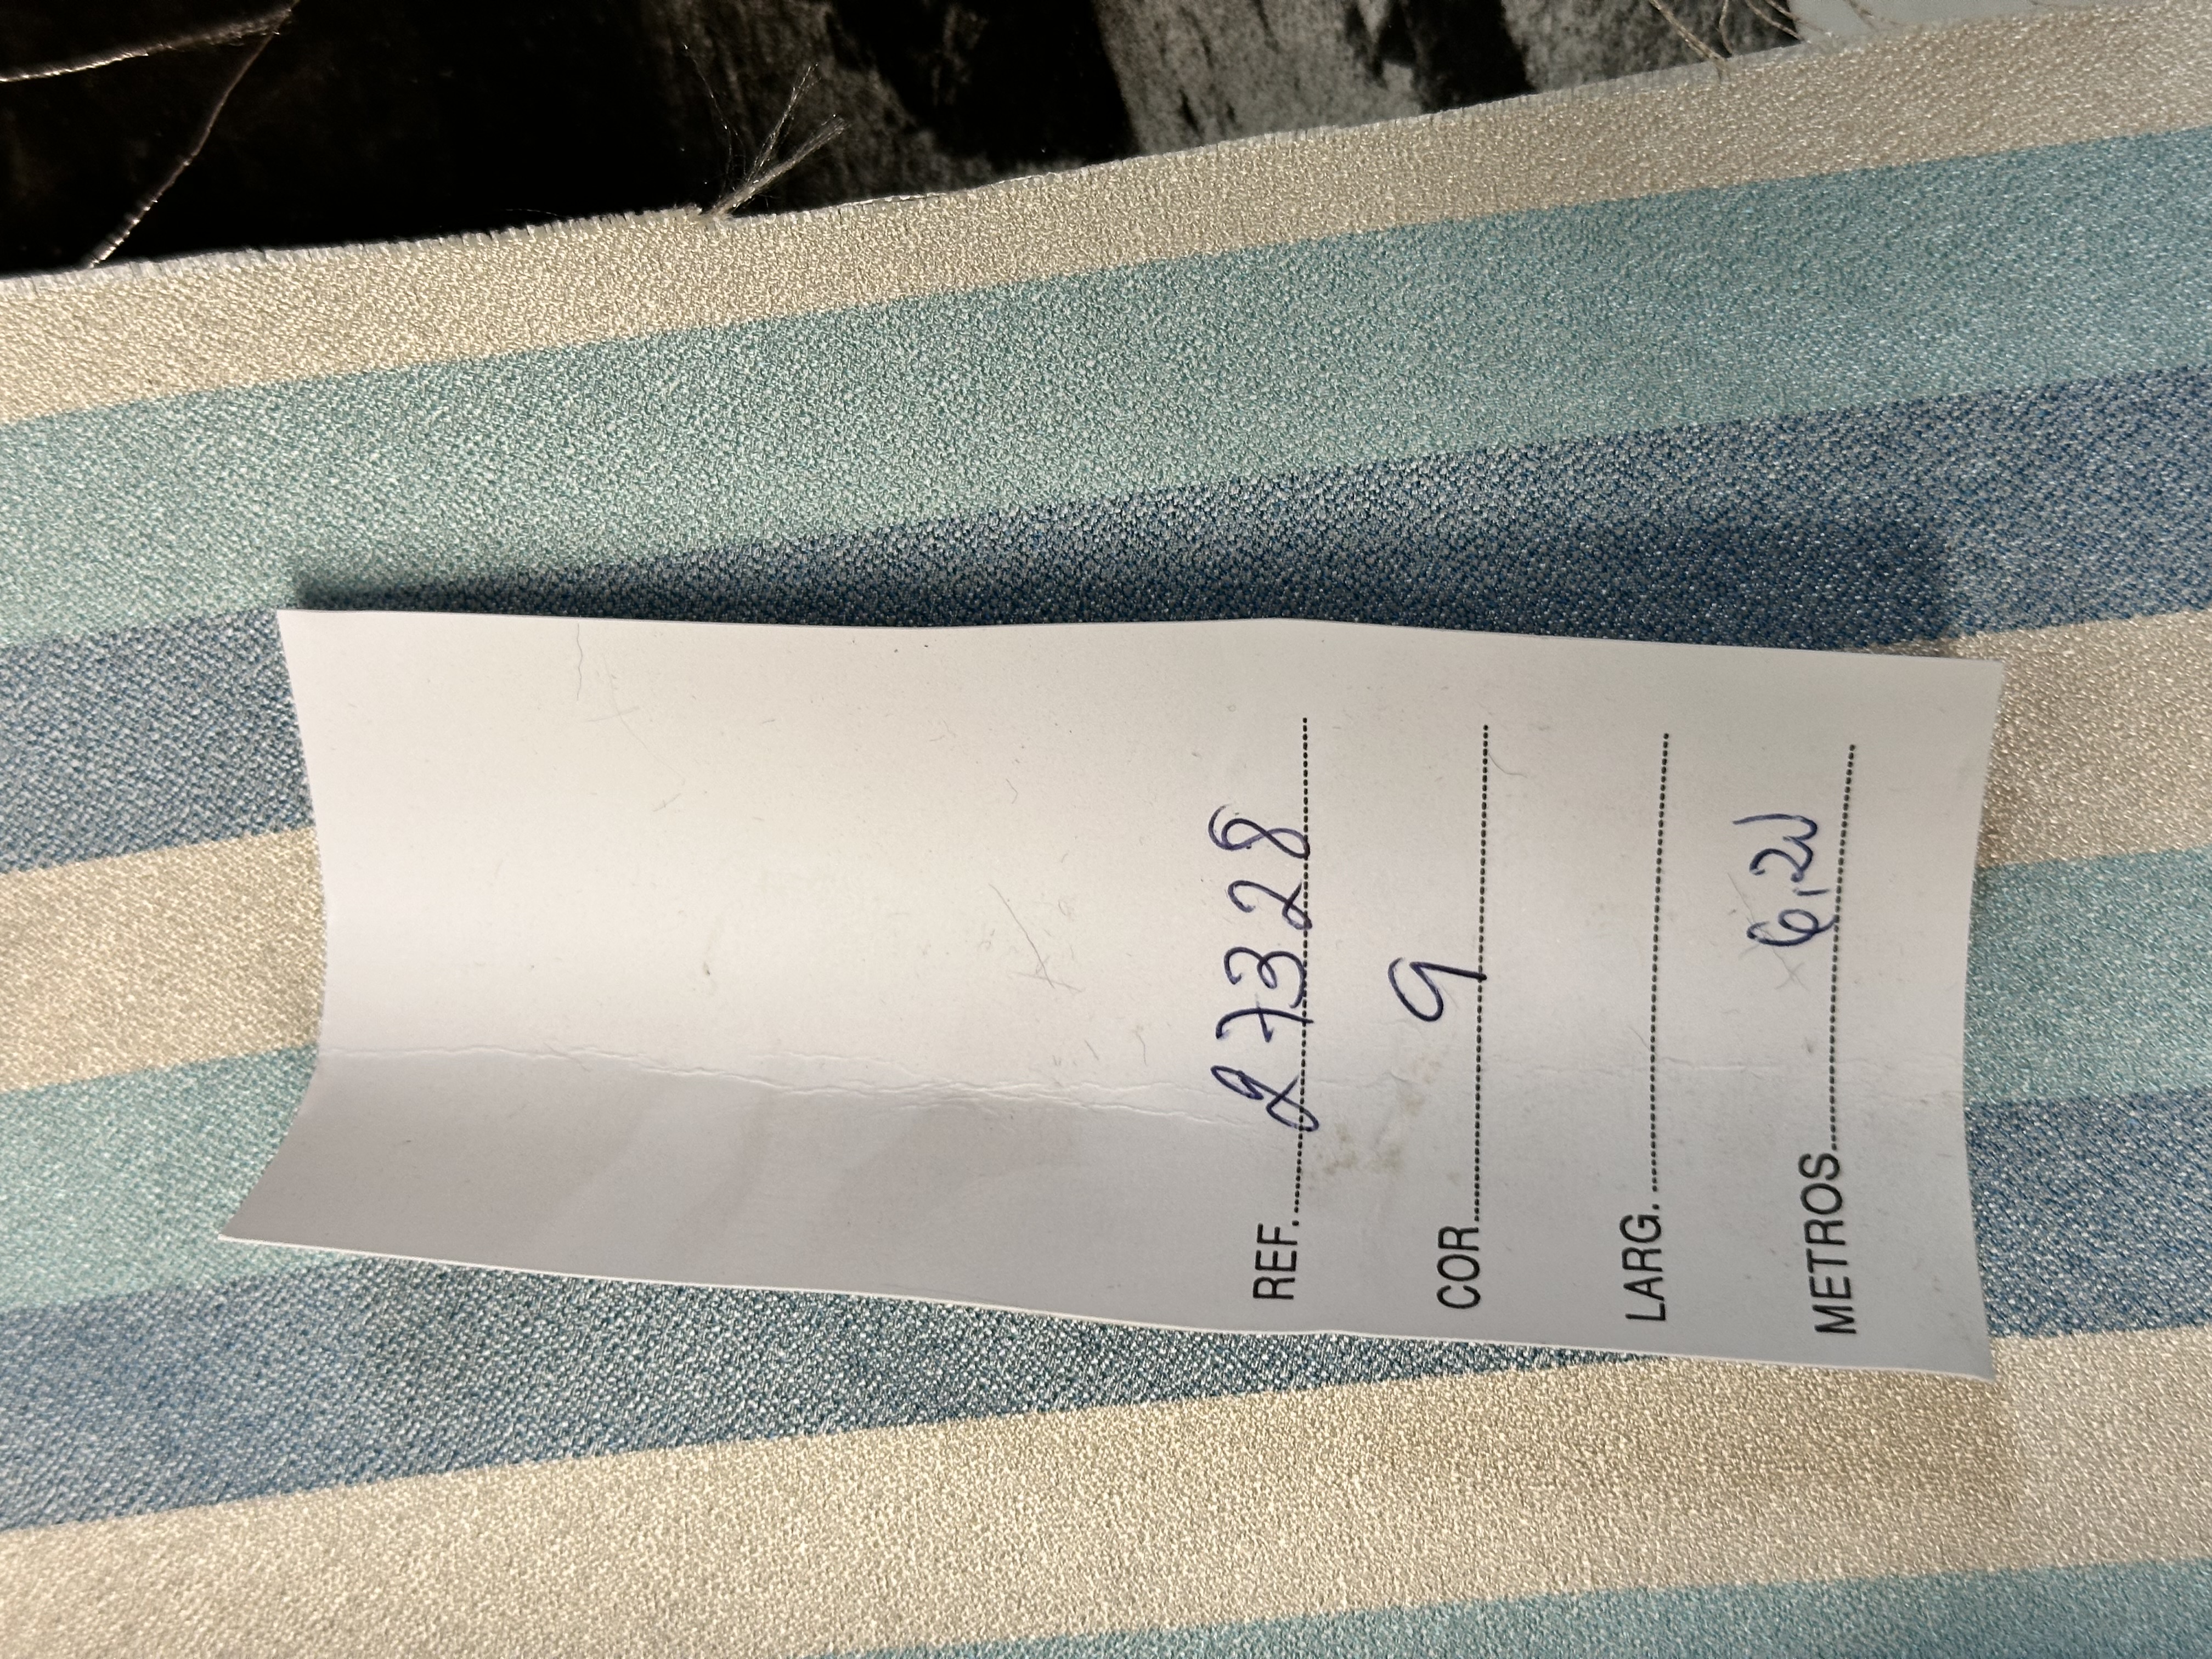 REF. 27328
COR 9
LARG.
METROS 6,20